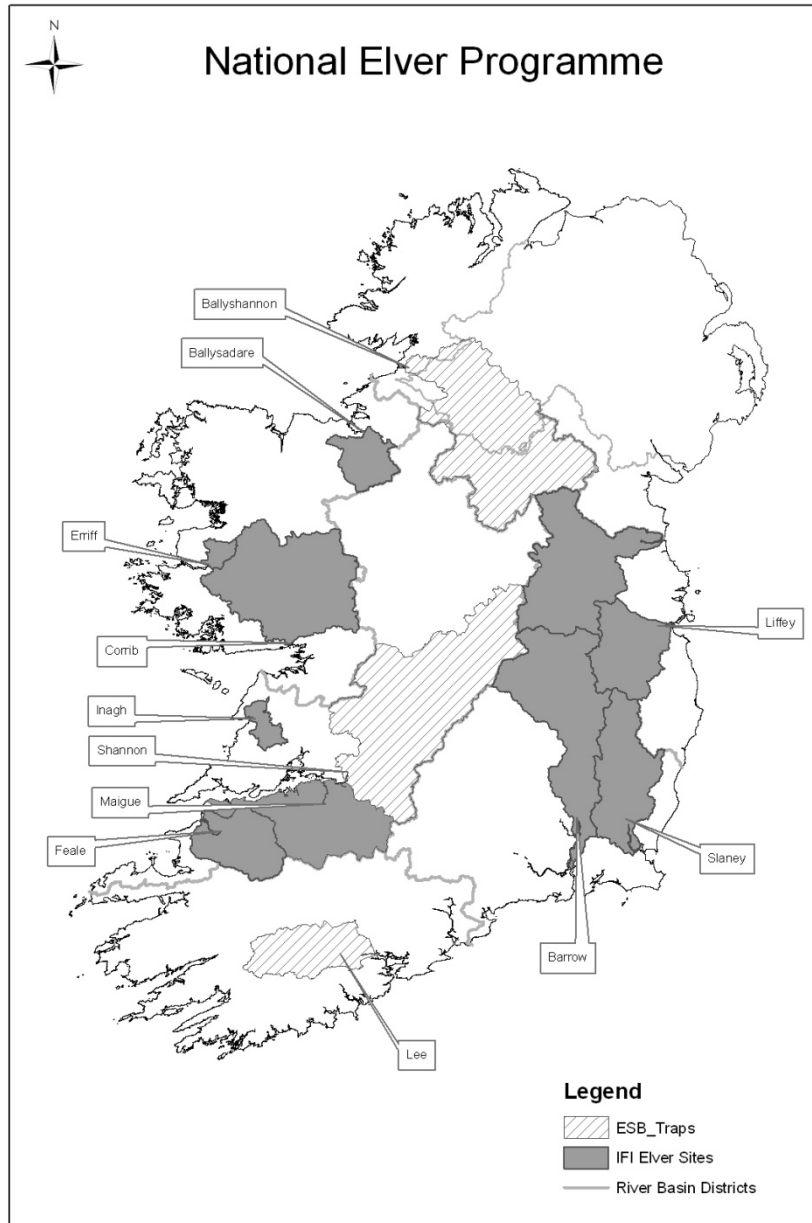 N
National Elver Programme
Ballyshannon
Ballysadare
Erriff
Liffey
Corrib
Inagh
Shannon
Maigue
Feale
Slaney
Barrow
Lee
Legend
ESB_Traps
IFI Elver Sites
River Basin Districts